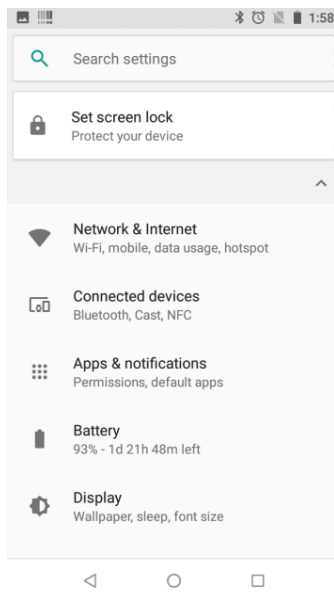 1:58
Search settings
Set screen lock
Protect your device
Network & Internet
Wi-Fi, mobile, data usage, hotspot
Connected devices
Bluetooth, Cast, NFC
Apps & notifications
Permissions, default apps
Battery
93% - 1d 21h 48m left
Display
Wallpaper, sleep, font size